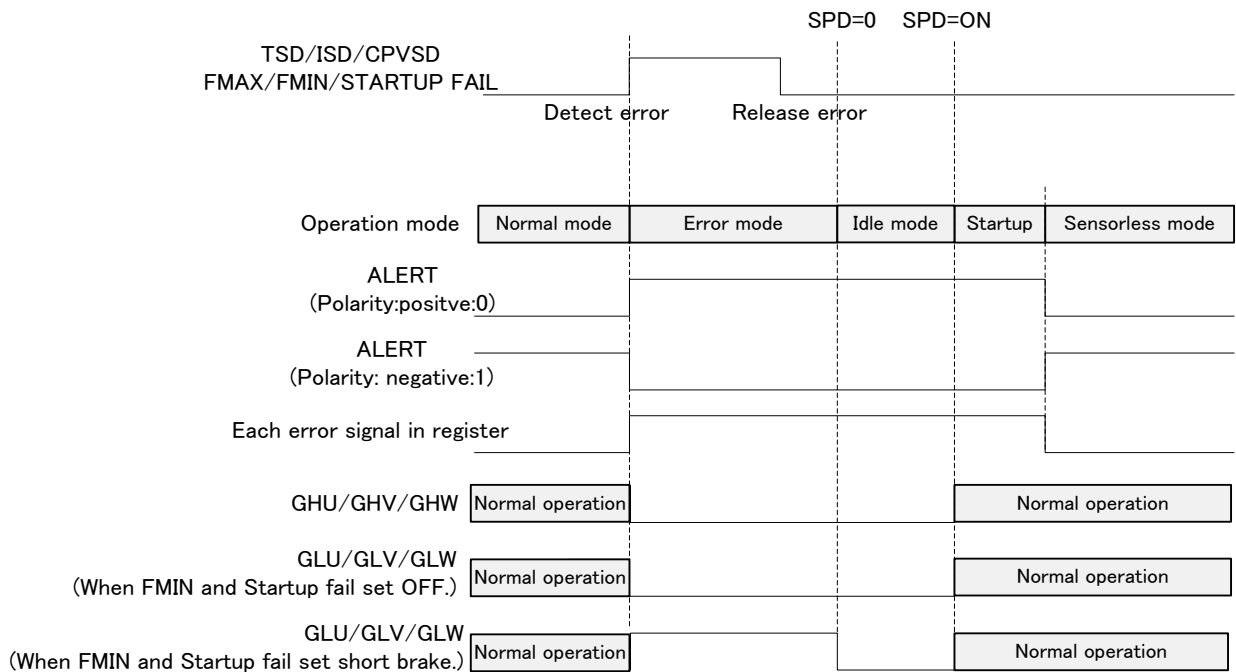 SPD=0 SPD=ON
TSD/ISD/CPVSD
FMAX/FMIN/STARTUP FAIL
Detect error Release error
Operation mode Normal mode Error mode Idle mode Startup Sensorless mode
ALERT
(Polarity:positve:0)
ALERT
(Polarity: negative:1)
Each error signal in register
GHU/GHV/GHW Normal operation Normal operation
GLU/GLV/GLW
(When FMIN and Startup fail set OFF.) Normal operation Normal operation
GLU/GLV/GLW
(When FMIN and Startup fail set short brake.) Normal operation Normal operation